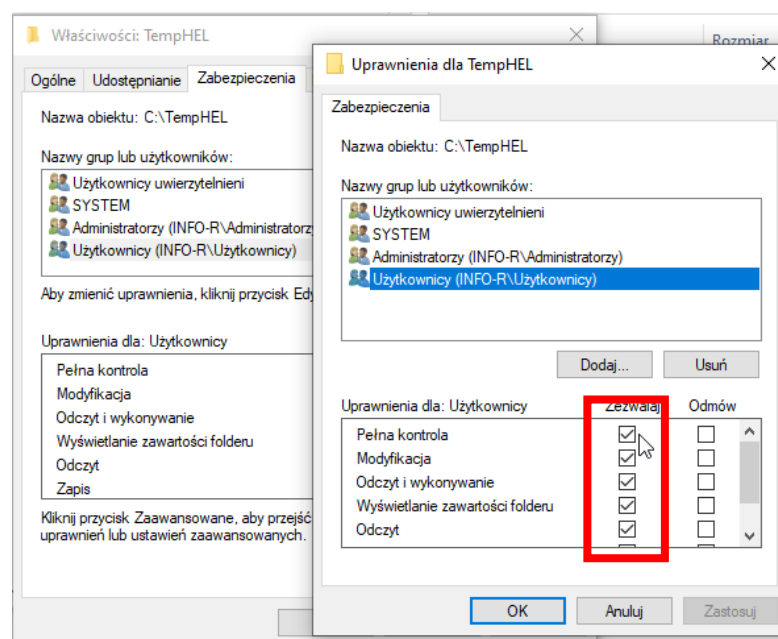 Właściwości: TempHEL
Ogólne Udostępnianie Zabezpieczenia
Nazwa obiektu: C:\TempHEL
Nazwy grup lub użytkowników:
Użytkownicy uwierzytelnieni
SYSTEM
Administratorzy (INFO-R\Administratorz
Użytkownicy (INFO-R\Użytkownicy)
Aby zmienić uprawnienia, kliknij przycisk Edy
Uprawnienia dla: Użytkownicy
Pełna kontrola
Modyfikacja
Odczyt i wykonywanie
Wyświetlanie zawartości folderu
Odczyt
Zapis
Kliknij przycisk Zaawansowane, aby przejść
uprawnień lub ustawień zaawansowanych.
Rozmiar
Uprawnienia dla TempHEL
Zabezpieczenia
Nazwa obiektu: C:\TempHEL
Nazwy grup lub użytkowników:
Użytkownicy uwierzytelnieni
SYSTEM
Administratorzy (INFO-R\Administratorzy)
Użytkownicy (INFO-R\Użytkownicy)
Dodaj... Usuń
Uprawnienia dla: Użytkownicy Zezwalaj Odmów
Pełna kontrola
Modyfikacja
Odczyt i wykonywanie
Wyświetlanie zawartości folderu
Odczyt
OK Anuluj Zastosuj